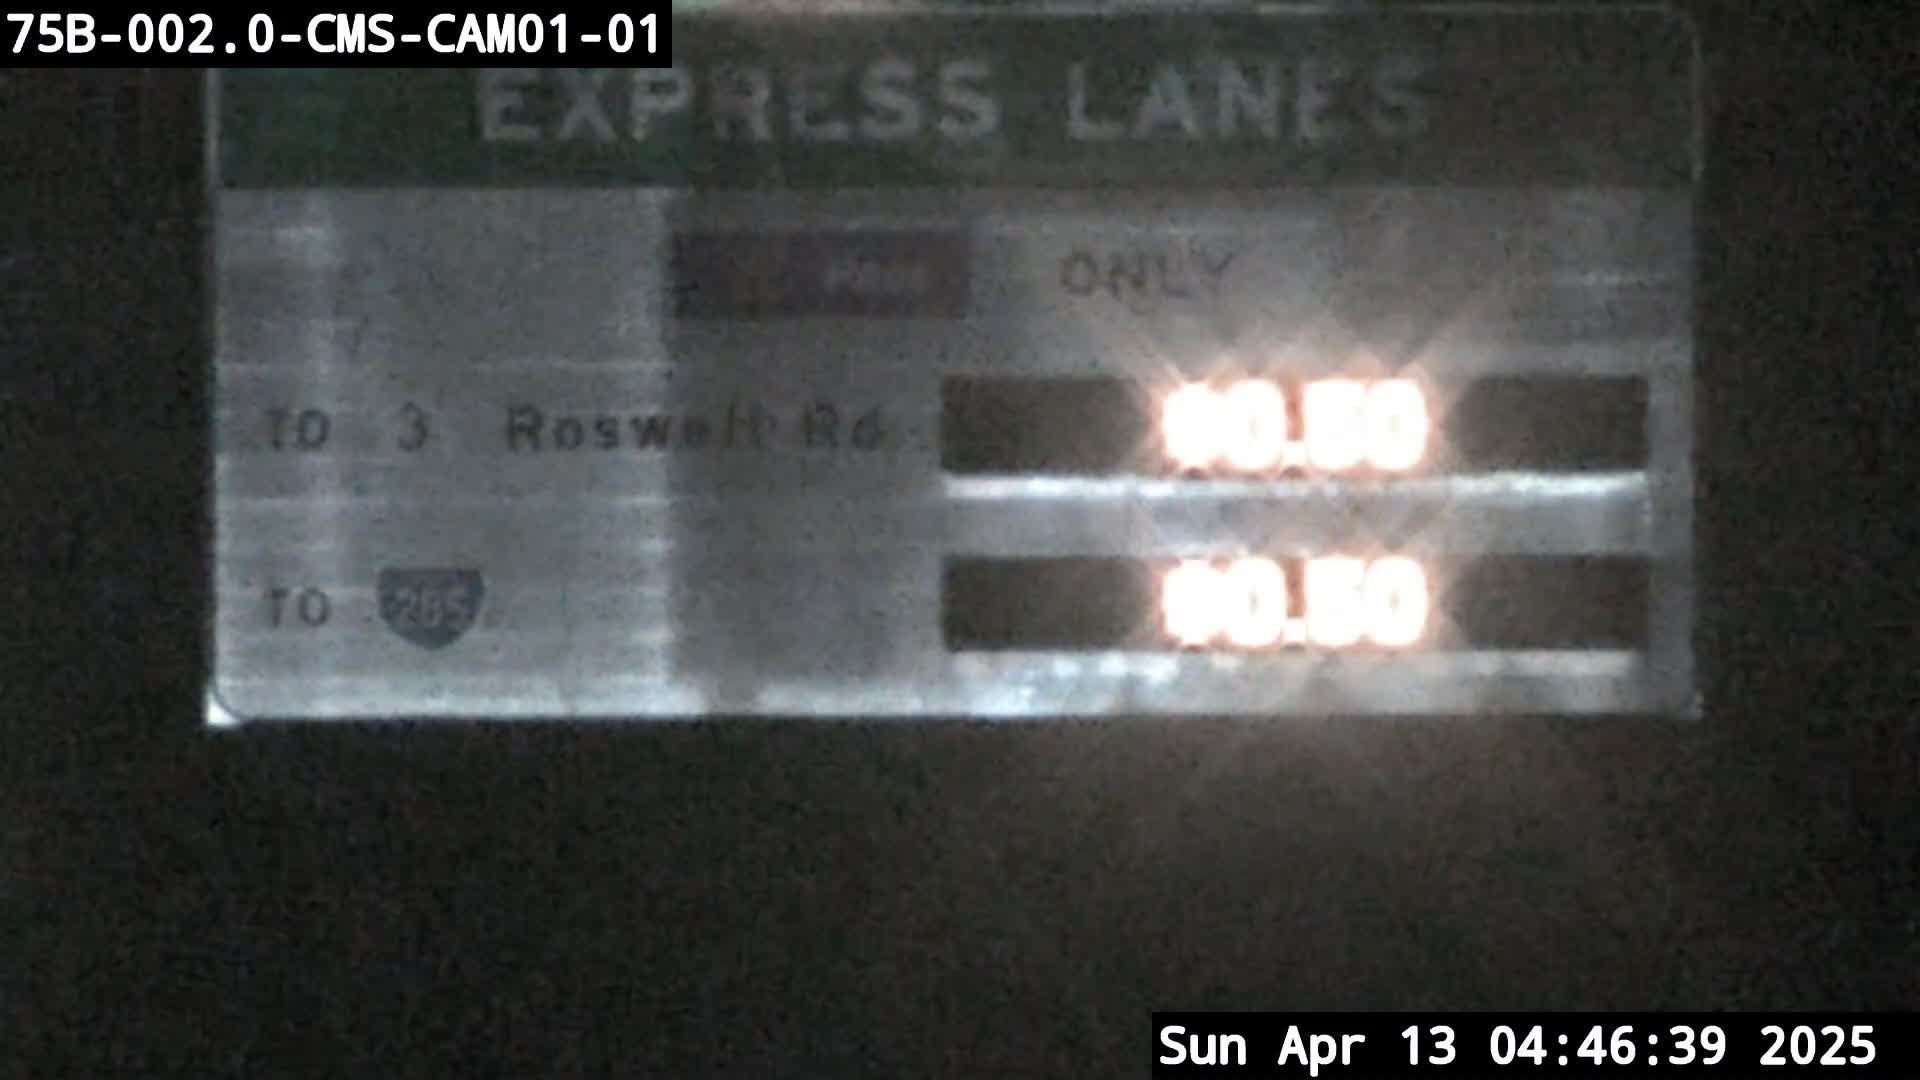 75B-002.0-CMS-CAM01-01
EXPRESS LANES
ONLY
TO 3 Roswell Rd $0.50
TO 285 $0.50
Sun Apr 13 04:46:39 2025